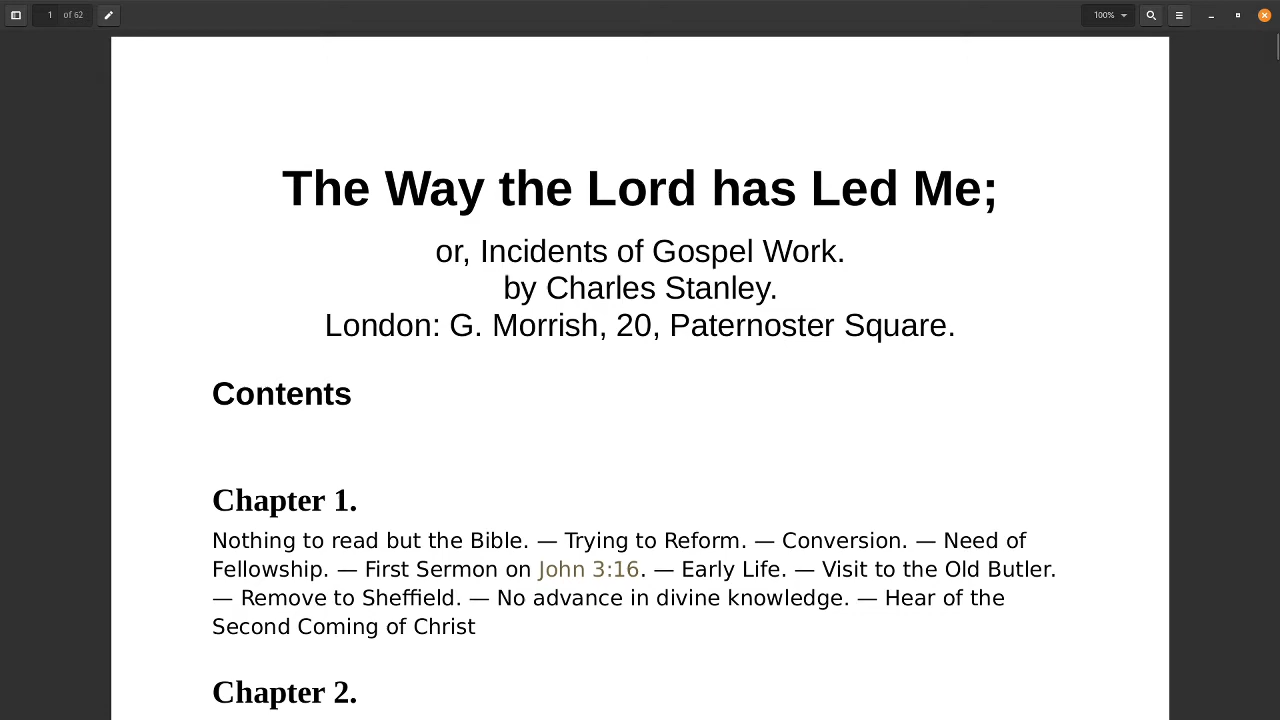 1 of 62
100%
The Way the Lord has Led Me;
or, Incidents of Gospel Work.
by Charles Stanley.
London: G. Morrish, 20, Paternoster Square.
Contents
Chapter 1.
Nothing to read but the Bible. — Trying to Reform. — Conversion. — Need of
Fellowship. — First Sermon on John 3:16. — Early Life. — Visit to the Old Butler.
— Remove to Sheffield. — No advance in divine knowledge. — Hear of the
Second Coming of Christ
Chapter 2.